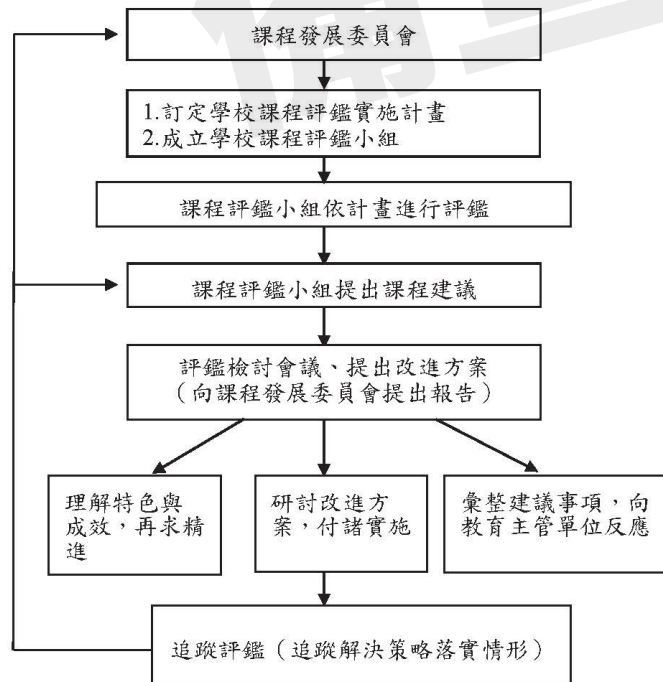 課程發展委員會
1.訂定學校課程評鑑實施計畫
2.成立學校課程評鑑小組
課程評鑑小組依計畫進行評鑑
課程評鑑小組提出課程建議
評鑑檢討會議、提出改進方案
（向課程發展委員會提出報告）
理解特色與
成效，再求精
進
研討改進方
案，付諸實施
彙整建議事項，向
教育主管單位反應
追蹤評鑑（追蹤解決策略落實情形）